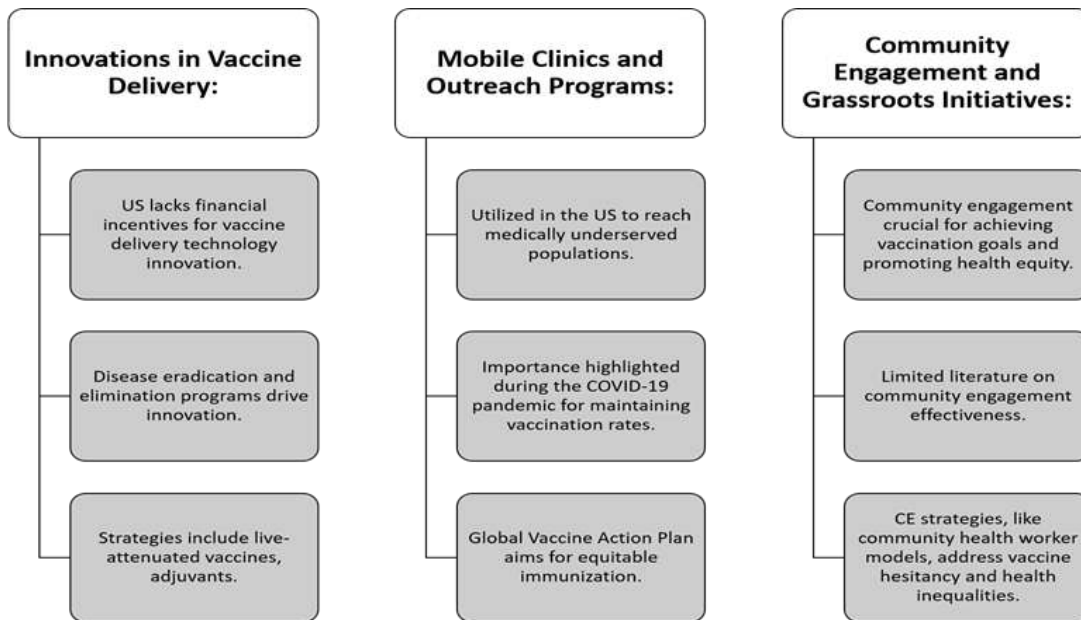 Innovations in Vaccine
Delivery:
US lacks financial
incentives for vaccine
delivery technology
innovation.
Disease eradication and
elimination programs drive
innovation.
Strategies include live-
attenuated vaccines,
adjuvants.
Mobile Clinics and
Outreach Programs:
Utilized in the US to reach
medically underserved
populations.
Importance highlighted
during the COVID-19
pandemic for maintaining
vaccination rates.
Global Vaccine Action Plan
aims for equitable
immunization.
Community
Engagement and
Grassroots Initiatives:
Community engagement
crucial for achieving
vaccination goals and
promoting health equity.
Limited literature on
community engagement
effectiveness.
CE strategies, like
community health worker
models, address vaccine
hesitancy and health
inequalities.